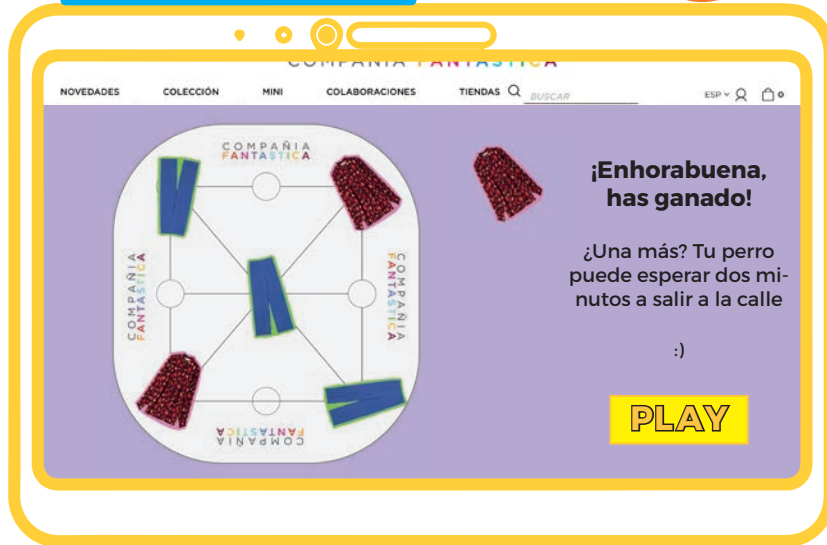 COMPAÑIA FANTASTICA
NOVEDADES COLECCIÓN MINI COLABORACIONES TIENDAS BUSCAR ESP 0
COMPAÑIA
FANTASTICA
COMPAÑIA
FANTASTICA
COMPAÑIA
FANTASTICA
COMPAÑIA
FANTASTICA
¡Enhorabuena,
has ganado!
¿Una más? Tu perro
puede esperar dos mi-
nutos a salir a la calle
:)
PLAY